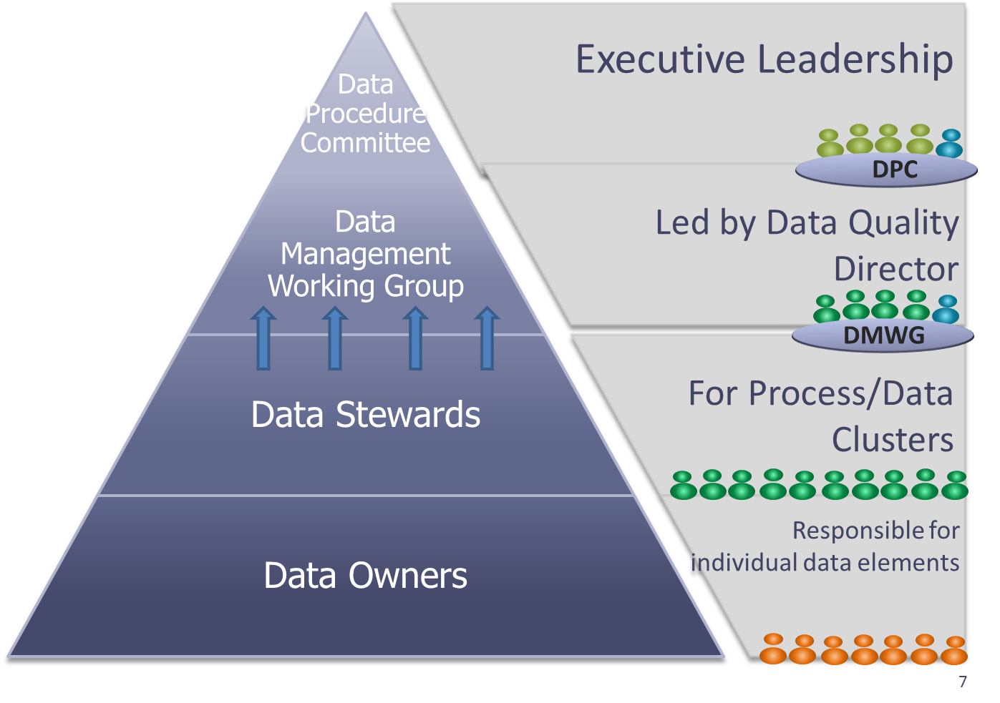 Data
Procedure
Committee
Executive Leadership
DPC
Data
Management
Working Group
Led by Data Quality
Director
DMWG
Data Stewards
For Process/Data
Clusters
Data Owners
Responsible for
individual data elements
7